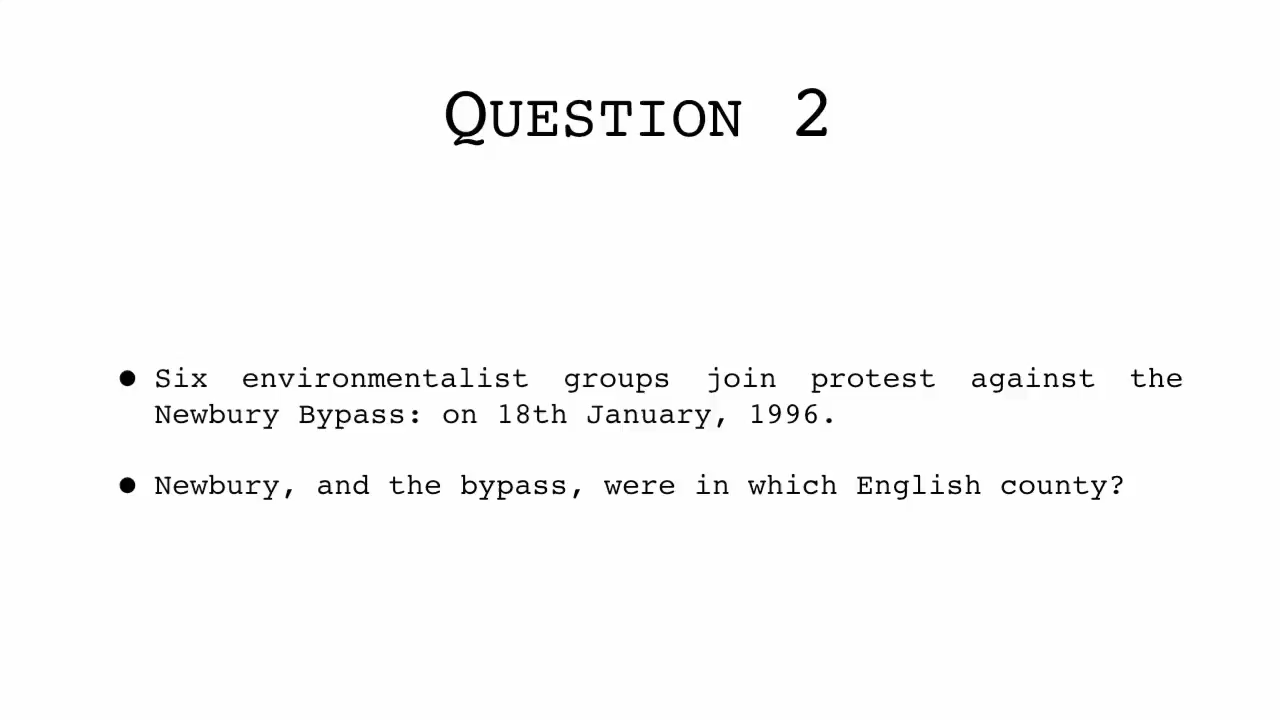 QUESTION 2
● Six environmentalist groups join protest against the
Newbury Bypass: on 18th January, 1996.
● Newbury, and the bypass, were in which English county?